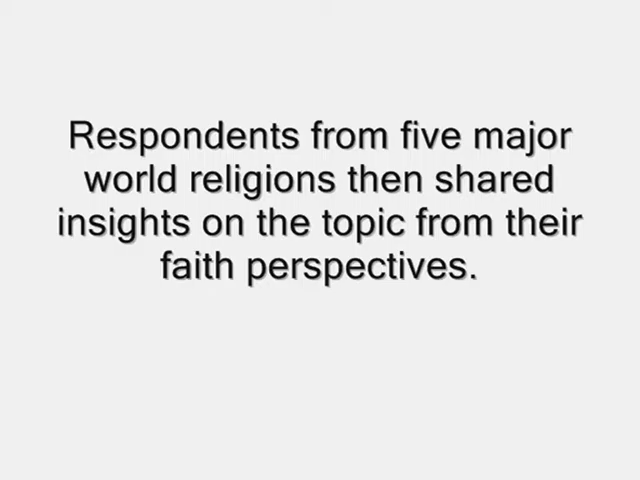 Respondents from five major
world religions then shared
insights on the topic from their
faith perspectives.